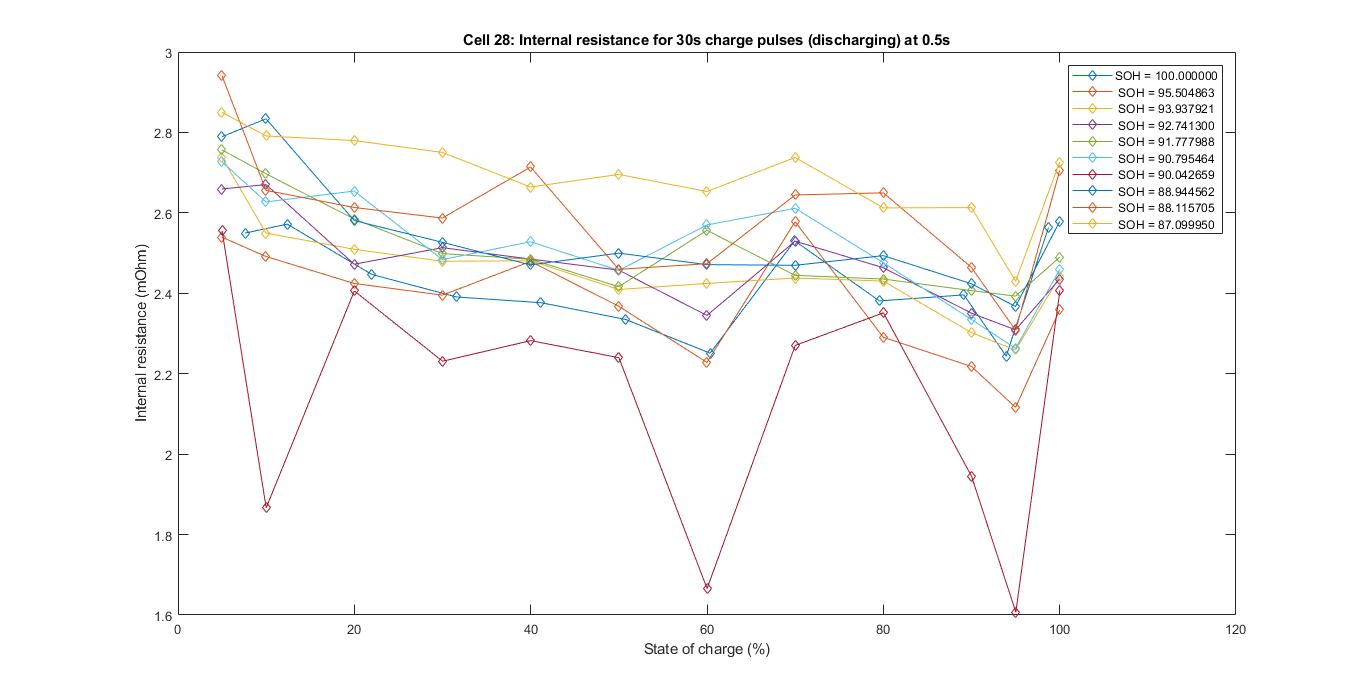 Cell 28: Internal resistance for 30s charge pulses (discharging) at 0.5s
3
2.8
2.6
2.4
2.2
2
1.8
1.6
Internal resistance (mOhm)
0
20
40
60
80
100
120
State of charge (%)
SOH = 100.000000
SOH = 95.504863
SOH = 93.937921
SOH = 92.741300
SOH = 91.777988
SOH = 90.795464
SOH = 90.042659
SOH = 88.944562
SOH = 88.115705
SOH = 87.099950